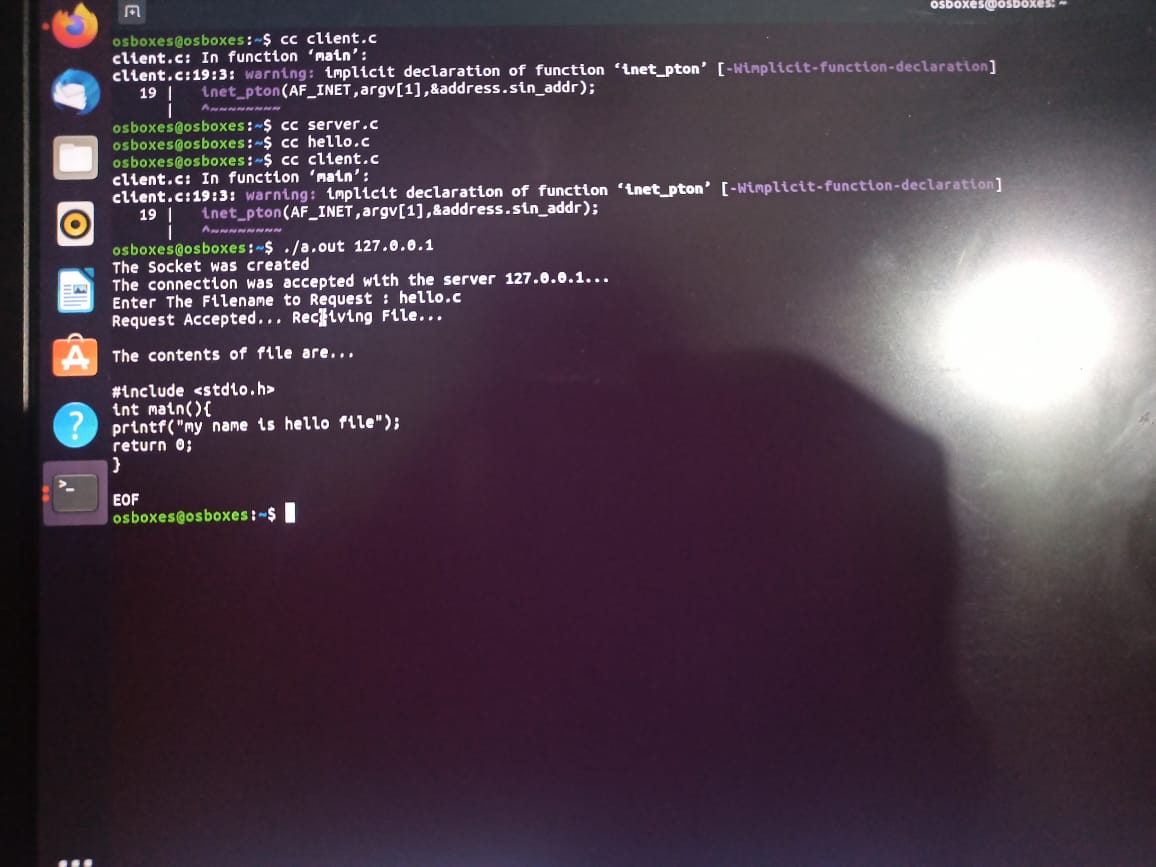 osboxes@osboxes: ~
osboxes@osboxes:~$ cc client.c
client.c: In function ‘main’:
client.c:19:3: warning: implicit declaration of function ‘inet_pton’ [-Wimplicit-function-declaration]
19 | inet_pton(AF_INET,argv[1],&address.sin_addr);
| ^~~~~~~~~
osboxes@osboxes:~$ cc server.c
osboxes@osboxes:~$ cc hello.c
osboxes@osboxes:~$ cc client.c
client.c: In function ‘main’:
client.c:19:3: warning: implicit declaration of function ‘inet_pton’ [-Wimplicit-function-declaration]
19 | inet_pton(AF_INET,argv[1],&address.sin_addr);
| ^~~~~~~~~
osboxes@osboxes:~$ ./a.out 127.0.0.1
The Socket was created
The connection was accepted with the server 127.0.0.1...
Enter The Filename to Request : hello.c
Request Accepted... Receiving File...
The contents of file are...
#include <stdio.h>
int main(){
printf("my name is hello file");
return 0;
}
EOF
osboxes@osboxes:~$